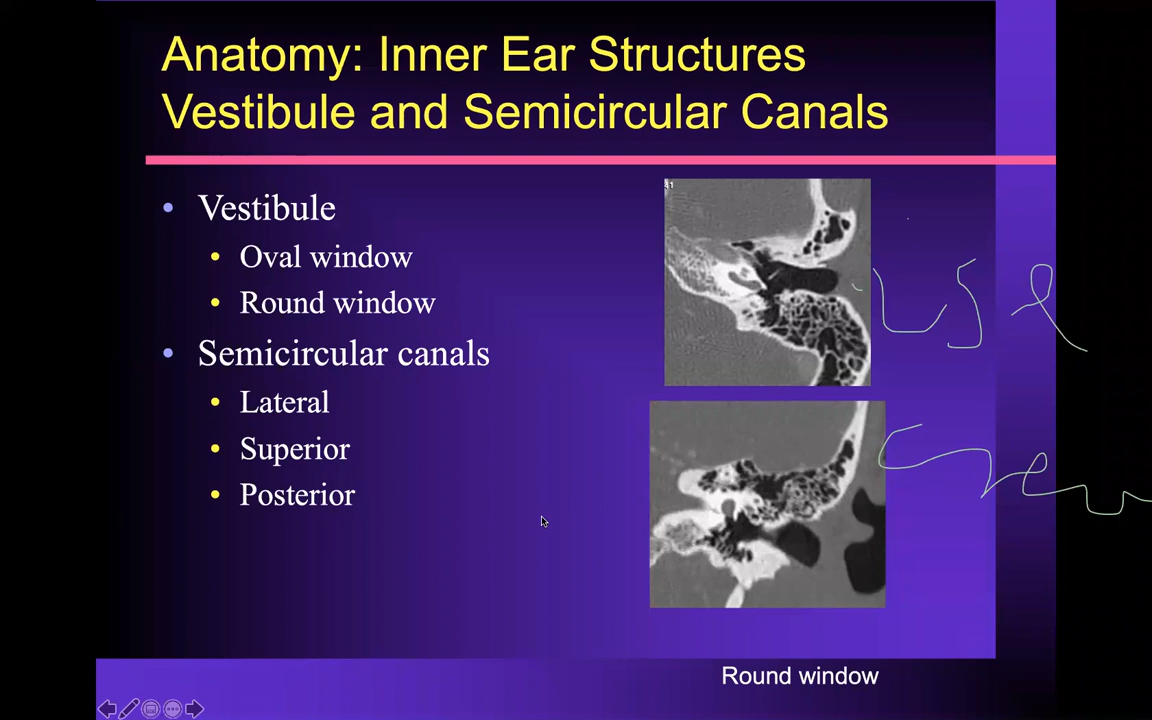 Anatomy: Inner Ear Structures
Vestibule and Semicircular Canals
• Vestibule
• Oval window
• Round window
• Semicircular canals
• Lateral
• Superior
• Posterior
41
Round window